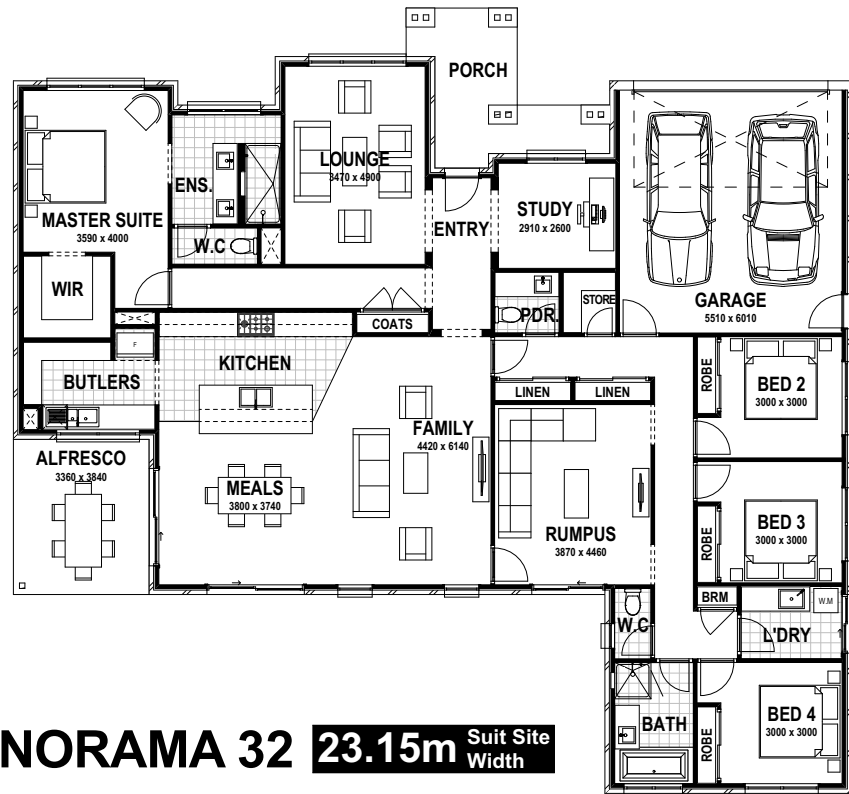 PORCH
LOUNGE
3470 x 4900
ENS.
MASTER SUITE
3590 x 4000
STUDY
2910 x 2600
ENTRY
W.C
WIR
GARAGE
5510 x 6010
STORE
PDR.
COATS
F
KITCHEN
BUTLERS
LINEN
LINEN
ROBE
BED 2
3000 x 3000
FAMILY
4420 x 6140
ALFRESCO
3360 x 3840
MEALS
3800 x 3740
RUMPUS
3870 x 4460
ROBE
BED 3
3000 x 3000
BRM
W.M
W.C
L'DRY
BATH
ROBE
BED 4
3000 x 3000
NORAMA 32
23.15m
Suit Site
Width